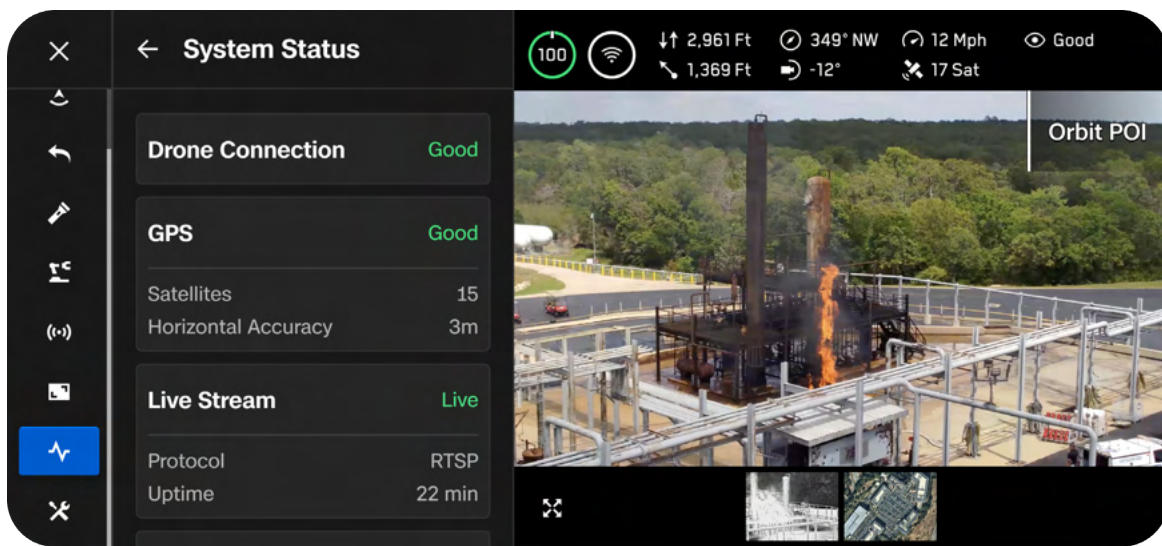 System Status
Drone Connection Good
GPS Good
Satellites 15
Horizontal Accuracy 3m
Live Stream Live
Protocol RTSP
Uptime 22 min
100
2,961 Ft 349° NW 12 Mph Good
1,369 Ft -12° 17 Sat
Orbit POI